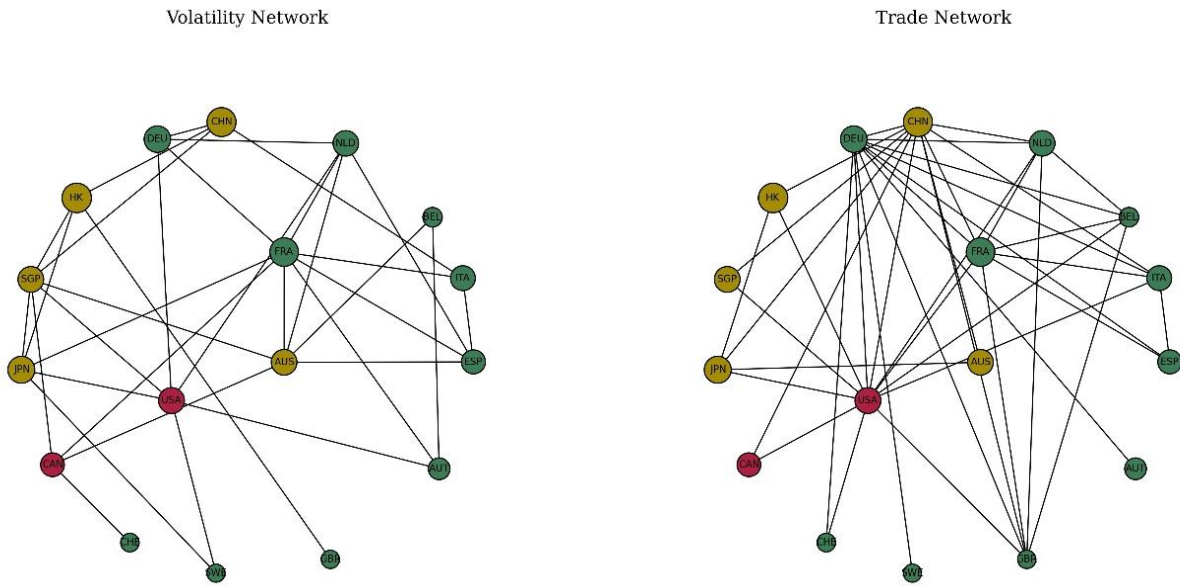 Volatility Network
CHN
DEU
NLD
HK
BEL
FRA
SGP
ITA
JPN
AUS
ESP
USA
CAN
AUT
CHE
SWE
GBR
Trade Network
CHN
DEU
NLD
HK
BEL
FRA
SGP
ITA
JPN
AUS
ESP
USA
CAN
AUT
CHE
SWE
GBR